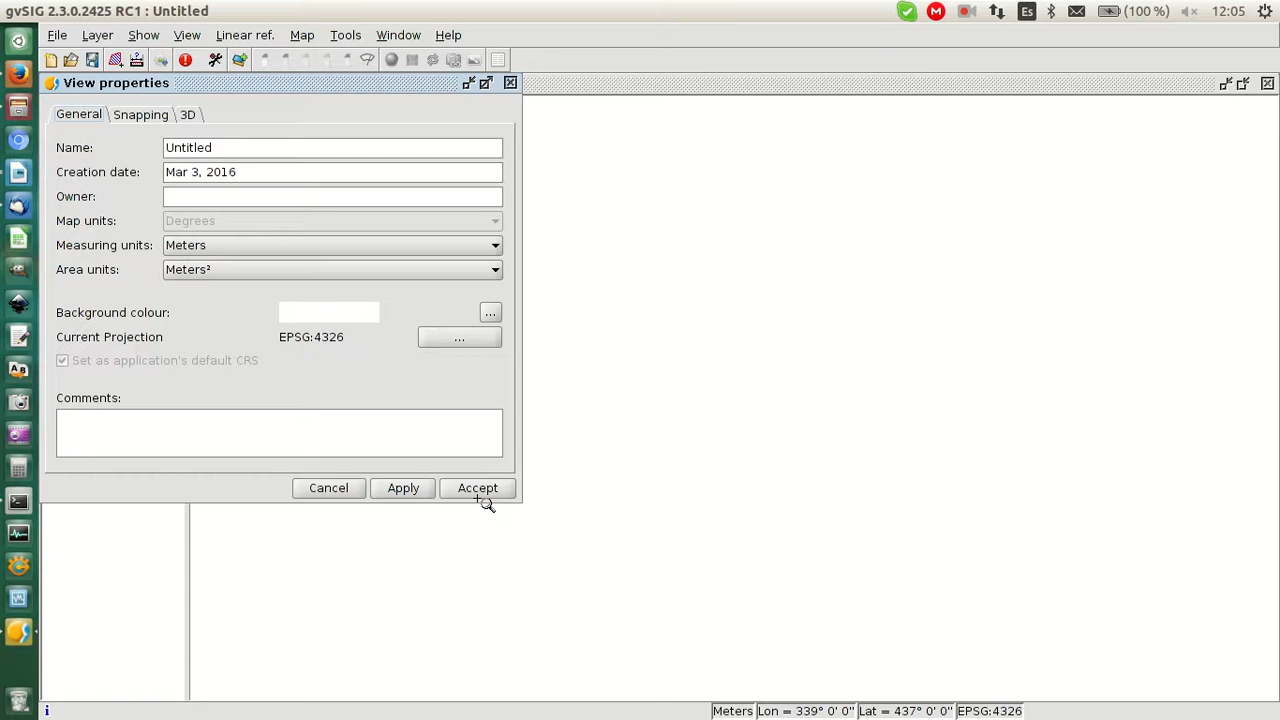 gvSIG 2.3.0.2425 RC1 : Untitled
Es (100 %) 12:05
File Layer Show View Linear ref. Map Tools Window Help
View properties
General Snapping 3D
Name: Untitled
Creation date: Mar 3, 2016
Owner:
Map units: Degrees
Measuring units: Meters
Area units: Meters²
Background colour: ...
Current Projection EPSG:4326 ...
Set as application's default CRS
Comments:
Cancel Apply Accept
Meters Lon = 339° 0' 0" Lat = 437° 0' 0" EPSG:4326